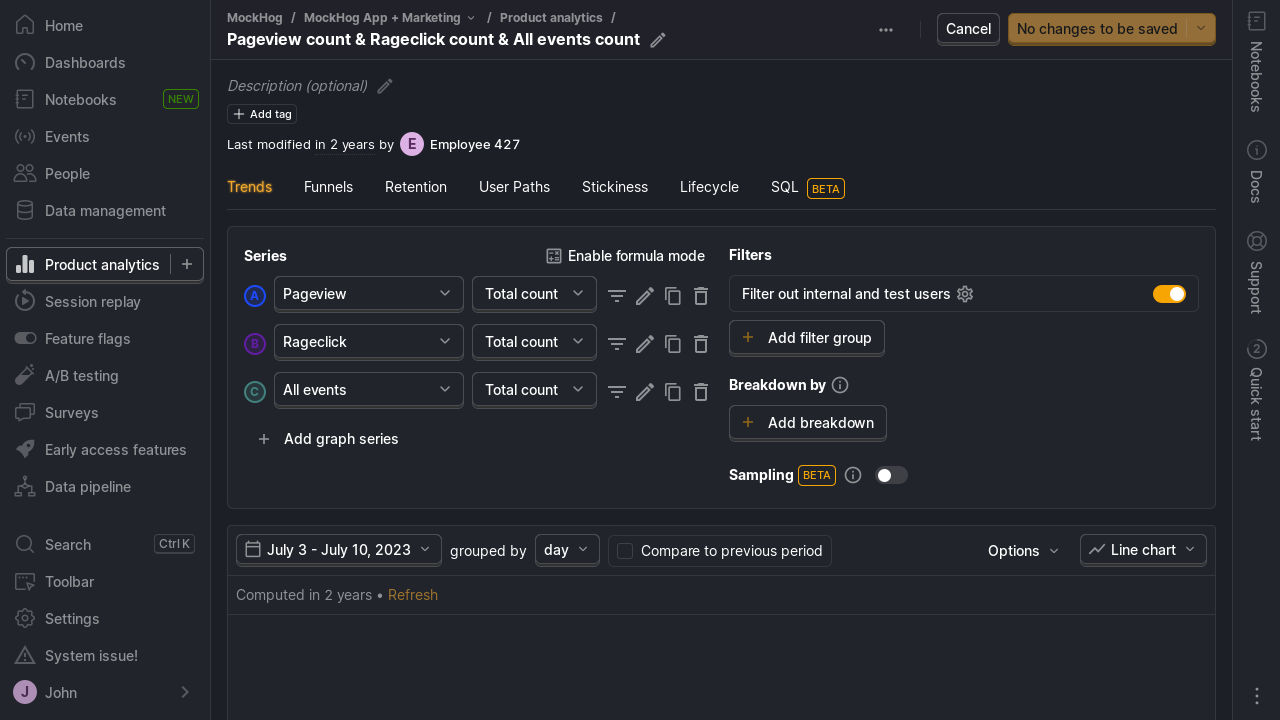 Home
Dashboards
Notebooks NEW
Events
People
Data management
Product analytics
Session replay
Feature flags
A/B testing
Surveys
Early access features
Data pipeline
Search Ctrl K
Toolbar
Settings
System issue!
J John
MockHog / MockHog App + Marketing / Product analytics /
Pageview count & Rageclick count & All events count
Cancel
No changes to be saved
Description (optional)
Add tag
Last modified in 2 years by E Employee 427
Trends Funnels Retention User Paths Stickiness Lifecycle SQL BETA
Series Enable formula mode
A Pageview Total count
B Rageclick Total count
C All events Total count
Add graph series
Filters
Filter out internal and test users
Add filter group
Breakdown by
Add breakdown
Sampling BETA
July 3 - July 10, 2023 grouped by day Compare to previous period Options Line chart
Computed in 2 years • Refresh
Notebooks
Docs
Support
2 Quick start